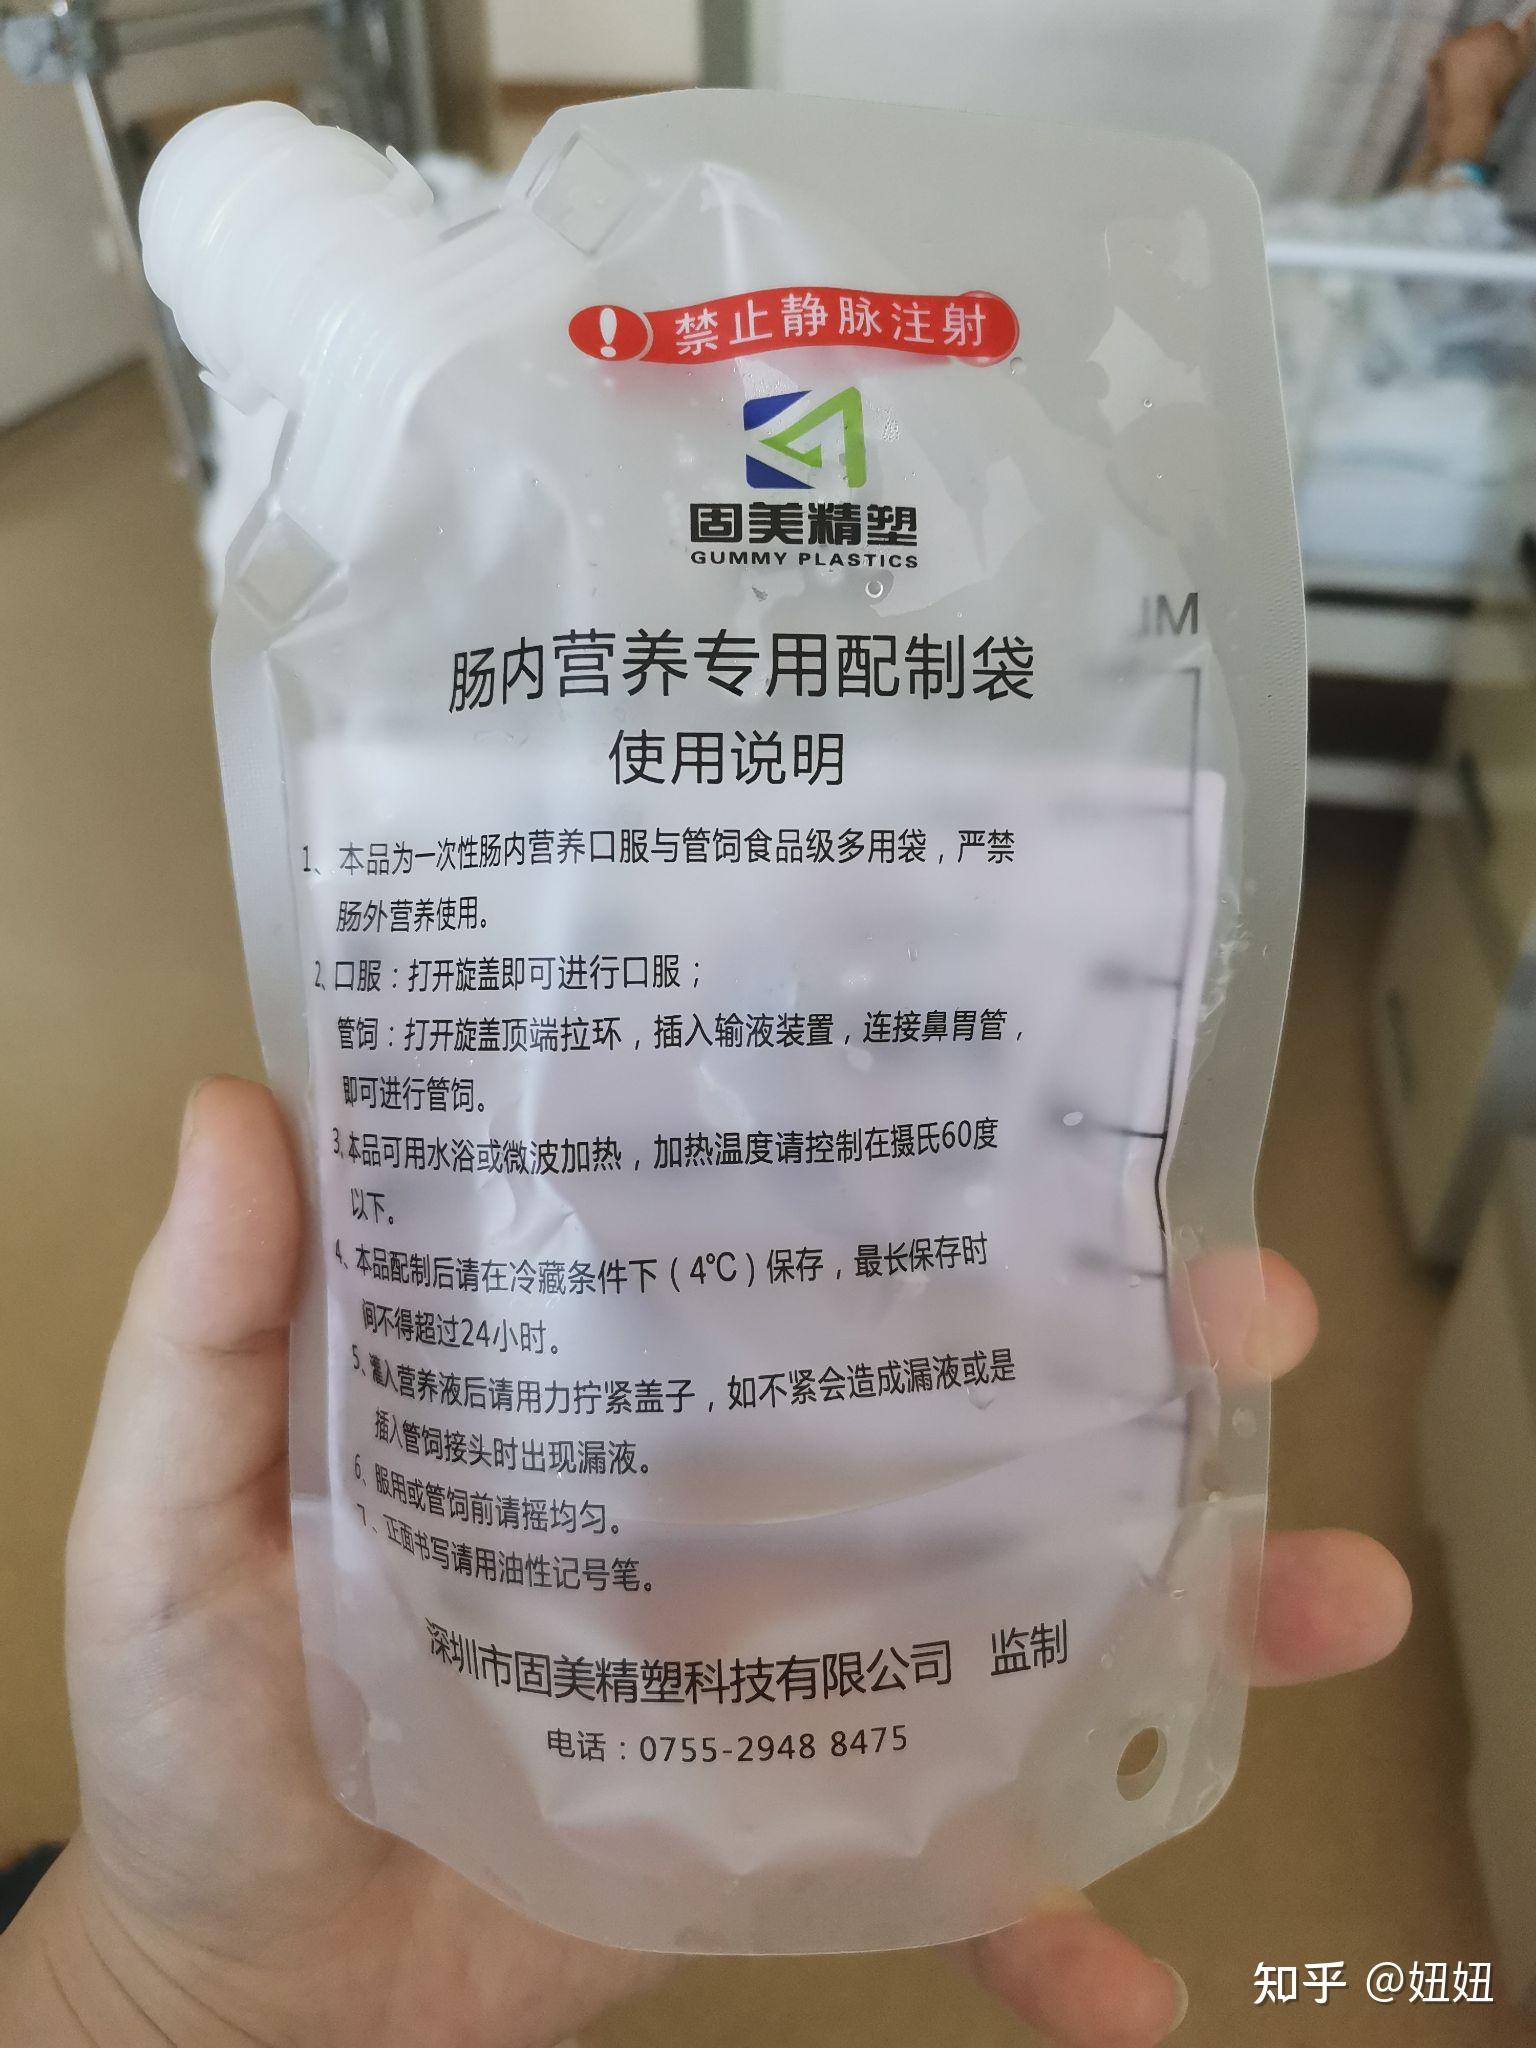 禁止静脉注射
固美精塑
GUMMY PLASTICS
ML
肠内营养专用配制袋
使用说明
1、本品为一次性肠内营养口服与管饲食品级多用袋，严禁
肠外营养使用。
2、口服：打开旋盖即可进行口服；
管饲：打开旋盖顶端拉环，插入输液装置，连接鼻胃管，
即可进行管饲。
3、本品可用水浴或微波加热，加热温度请控制在摄氏60度
以下。
4、本品配制后请在冷藏条件下（4℃）保存，最长保存时
间不得超过24小时。
5、灌入营养液后请用力拧紧盖子，如不紧会造成漏液或是
插入管饲接头时出现漏液。
6、服用或管饲前请摇均匀。
7、正面书写请用油性记号笔。
深圳市固美精塑科技有限公司 监制
电话：0755-2948 8475
知乎 @妞妞